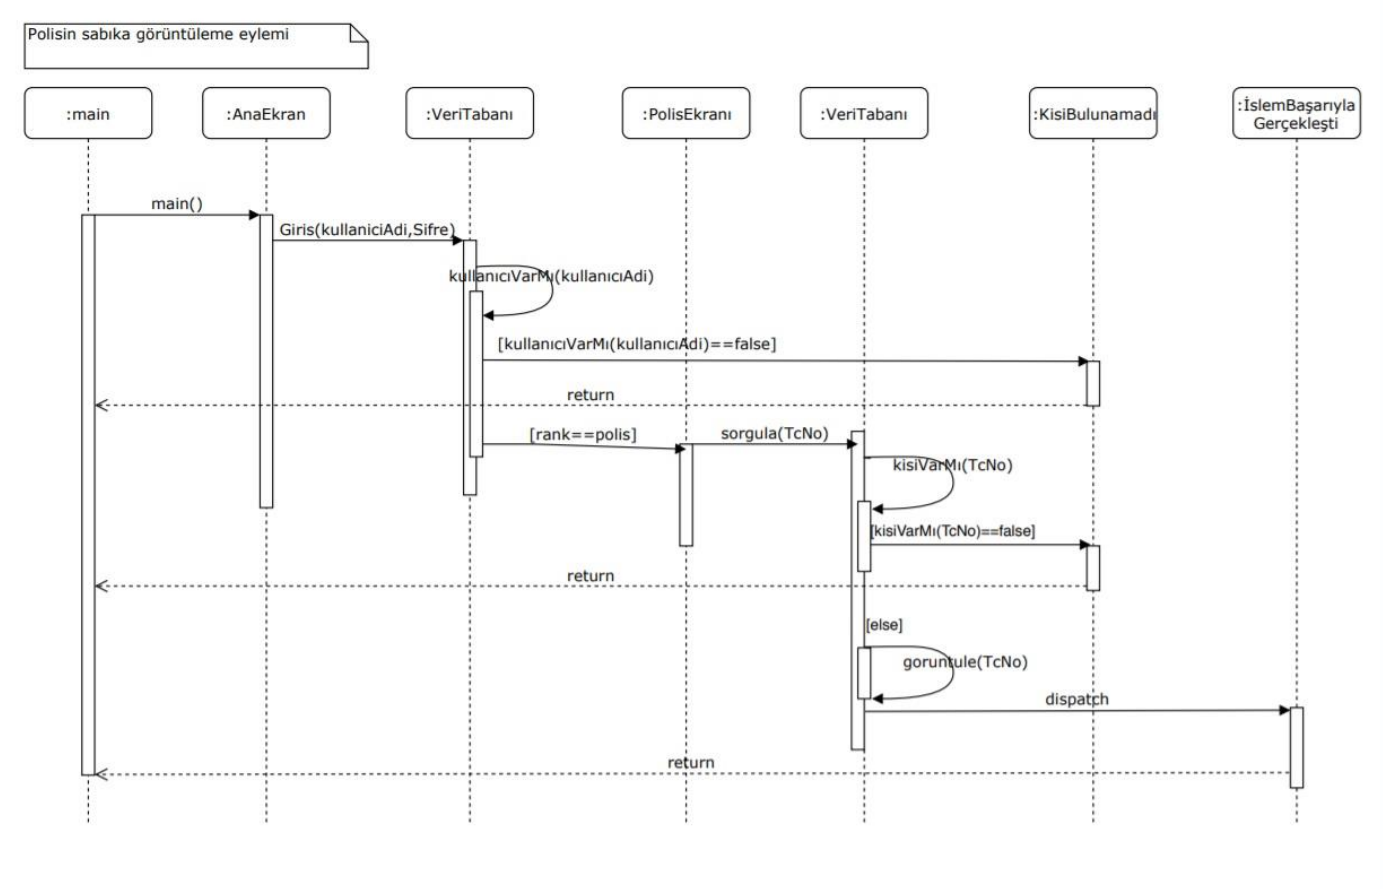 Polisin sabıka görüntüleme eylemi
:main
:AnaEkran
:VeriTabanı
:PolisEkranı
:VeriTabanı
:KisiBulunamadı
:İslemBaşarıyla
Gerçekleşti
main()
Giris(kullaniciAdi,Sifre)
kullanıcıVarMı(kullanıcıAdi)
[kullanıcıVarMı(kullanıcıAdi)==false]
return
[rank==polis]
sorgula(TcNo)
kisiVarMı(TcNo)
[kisiVarMı(TcNo)==false]
return
[else]
goruntule(TcNo)
dispatch
return